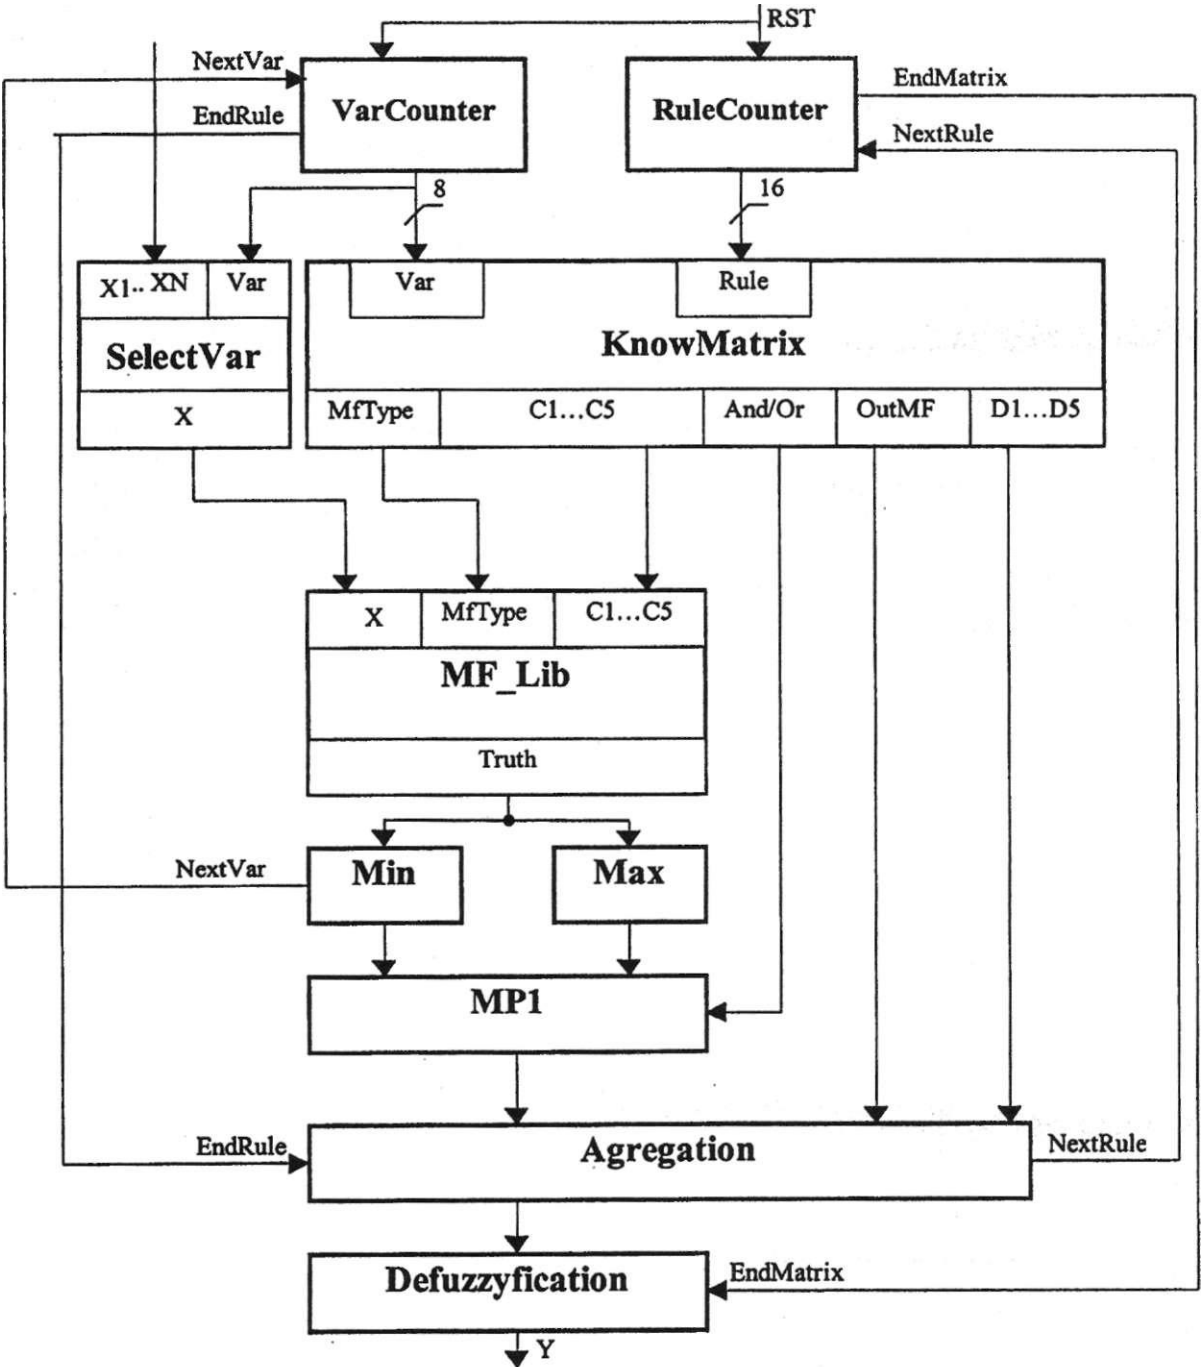 RST
NextVar
EndRule
VarCounter
RuleCounter
EndMatrix
NextRule
8
16
X1.. XN
Var
SelectVar
X
Var
Rule
KnowMatrix
MfType
C1...C5
And/Or
OutMF
D1...D5
X
MfType
C1...C5
MF_Lib
Truth
NextVar
Min
Max
MP1
EndRule
Agregation
NextRule
Defuzzyfication
EndMatrix
Y